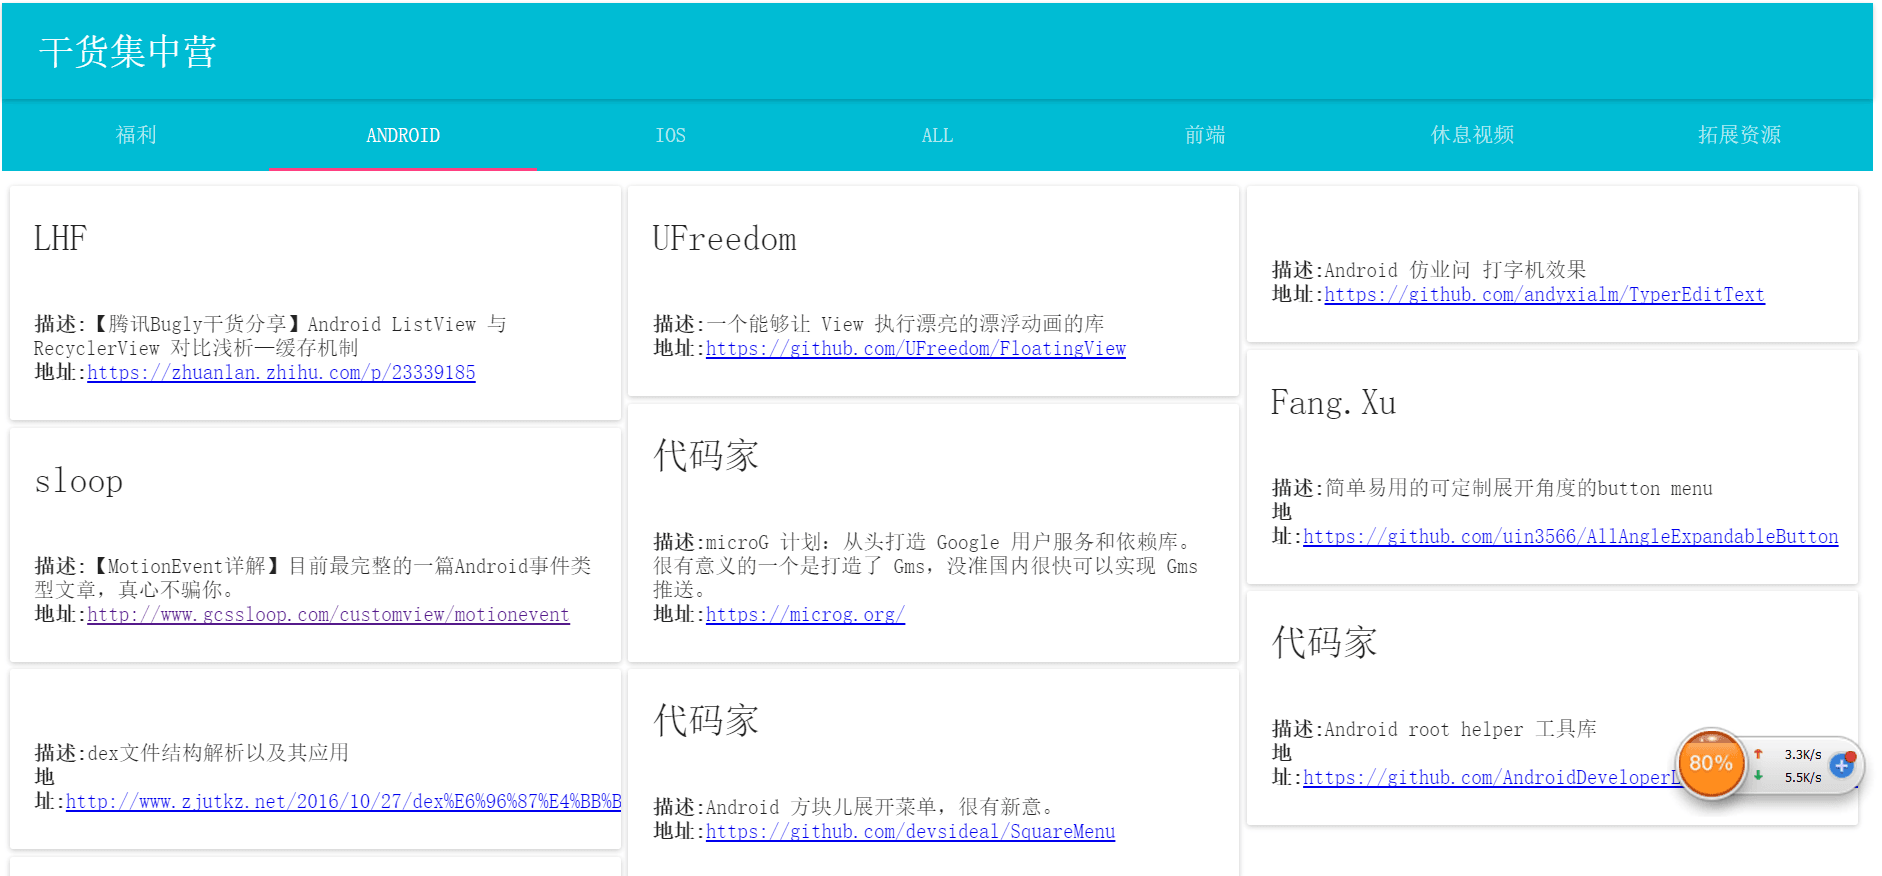 干货集中营
福利
ANDROID
IOS
ALL
前端
休息视频
拓展资源
LHF
描述:【腾讯Bugly干货分享】Android ListView 与
RecyclerView 对比浅析—缓存机制
地址:https://zhuanlan.zhihu.com/p/23339185
sloop
描述:【MotionEvent详解】目前最完整的一篇Android事件类
型文章，真心不骗你。
地址:http://www.gcssloop.com/customview/motionevent
描述:dex文件结构解析以及其应用
地
址:http://www.zjutkz.net/2016/10/27/dex%E6%96%87%E4%BB%B
UFreedom
描述:一个能够让 View 执行漂亮的漂浮动画的库
地址:https://github.com/UFreedom/FloatingView
代码家
描述:microG 计划：从头打造 Google 用户服务和依赖库。
很有意义的一个是打造了 Gms，没准国内很快可以实现 Gms
推送。
地址:https://microg.org/
代码家
描述:Android 方块儿展开菜单，很有新意。
地址:https://github.com/devsideal/SquareMenu
描述:Android 仿业问 打字机效果
地址:https://github.com/andyxialm/TyperEditText
Fang.Xu
描述:简单易用的可定制展开角度的button menu
地
址:https://github.com/uin3566/AllAngleExpandableButton
代码家
描述:Android root helper 工具库
地
址:https://github.com/AndroidDeveloper
80%
3.3K/s
5.5K/s